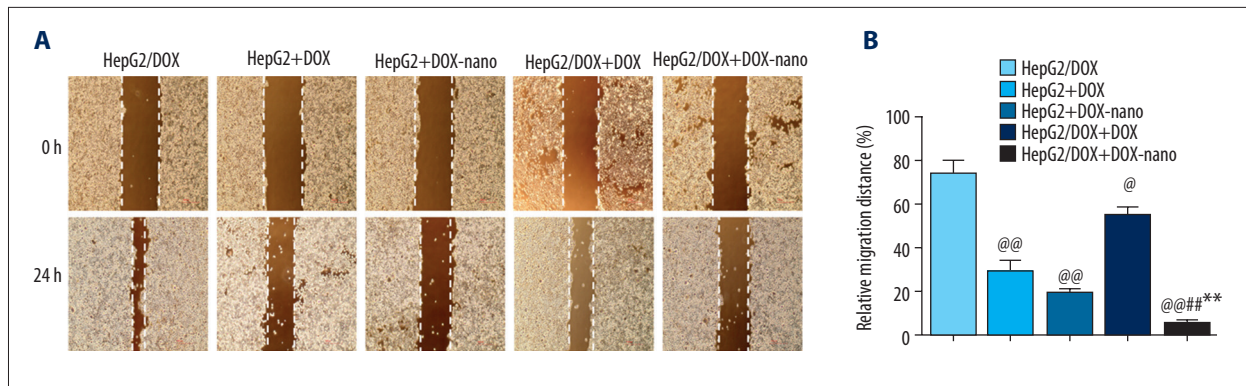 A
HepG2/DOX
HepG2+DOX
HepG2+DOX-nano
HepG2/DOX+DOX
HepG2/DOX+DOX-nano
0 h
24 h
B
HepG2/DOX
HepG2+DOX
HepG2+DOX-nano
HepG2/DOX+DOX
HepG2/DOX+DOX-nano
Relative migration distance (%)
100
80
60
40
20
0
@@
@@
@
@@##**